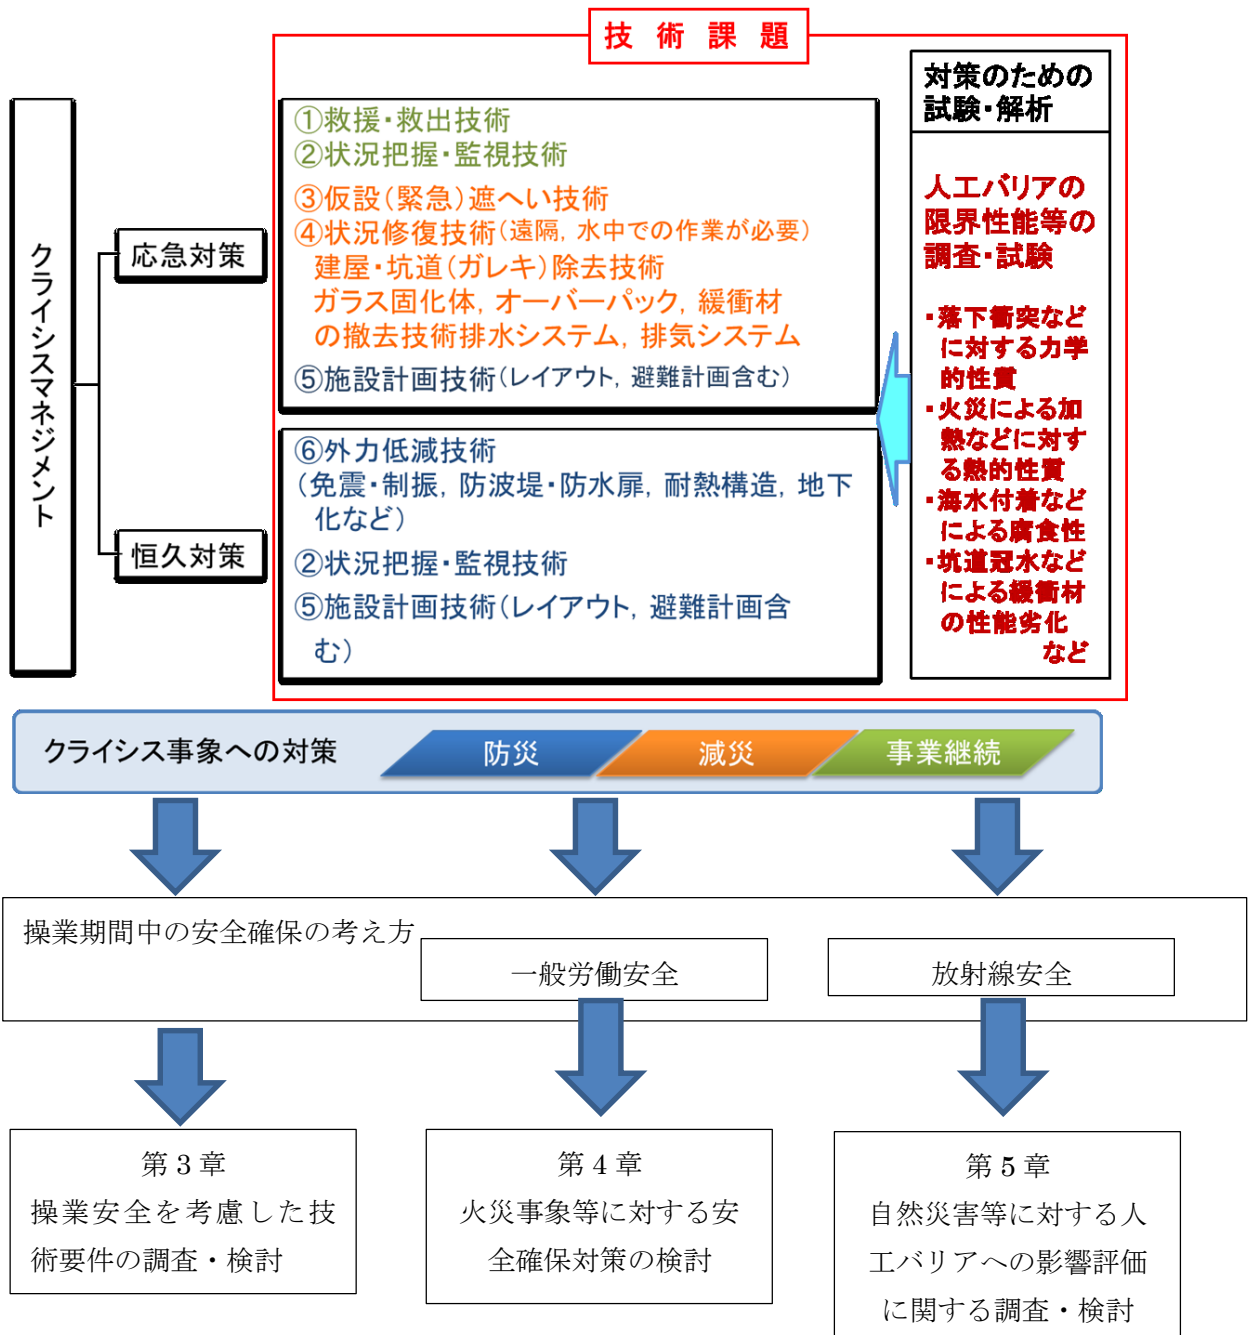 技術課題
クライシスマネジメント
応急対策
①救援・救出技術
②状況把握・監視技術
③仮設（緊急）遮へい技術
④状況修復技術（遠隔，水中での作業が必要）
建屋・坑道（ガレキ）除去技術
ガラス固化体，オーバーパック，緩衝材
の撤去技術排水システム，排気システム
⑤施設計画技術（レイアウト，避難計画含む）
恒久対策
⑥外力低減技術
（免震・制振，防波堤・防水扉，耐熱構造，地下
化など）
②状況把握・監視技術
⑤施設計画技術（レイアウト，避難計画含
む）
対策のための
試験・解析
人工バリアの
限界性能等の
調査・試験
・落下衝突など
に対する力学
的性質
・火災による加
熱などに対す
る熱的性質
・海水付着など
による腐食性
・坑道冠水など
による緩衝材
の性能劣化
など
クライシス事象への対策
防災
減災
事業継続
操業期間中の安全確保の考え方
一般労働安全
放射線安全
第3章
操業安全を考慮した技
術要件の調査・検討
第4章
火災事象等に対する安
全確保対策の検討
第5章
自然災害等に対する人
工バリアへの影響評価
に関する調査・検討